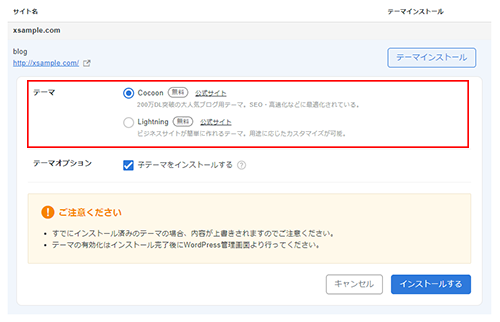 サイト名 テーマインストール
xsample.com
blog
http://xsample.com/ テーマインストール
テーマ Cocoon 無料 公式サイト
200万DL突破の大人気ブログ用テーマ。SEO・高速化などに最適化されている。
Lightning 無料 公式サイト
ビジネスサイトが簡単に作れるテーマ。用途に応じたカスタマイズが可能。
テーマオプション 子テーマをインストールする ?
! ご注意ください
• すでにインストール済みのテーマの場合、内容が上書きされますのでご注意ください。
• テーマの有効化はインストール完了後にWordPress管理画面より行ってください。
キャンセル インストールする